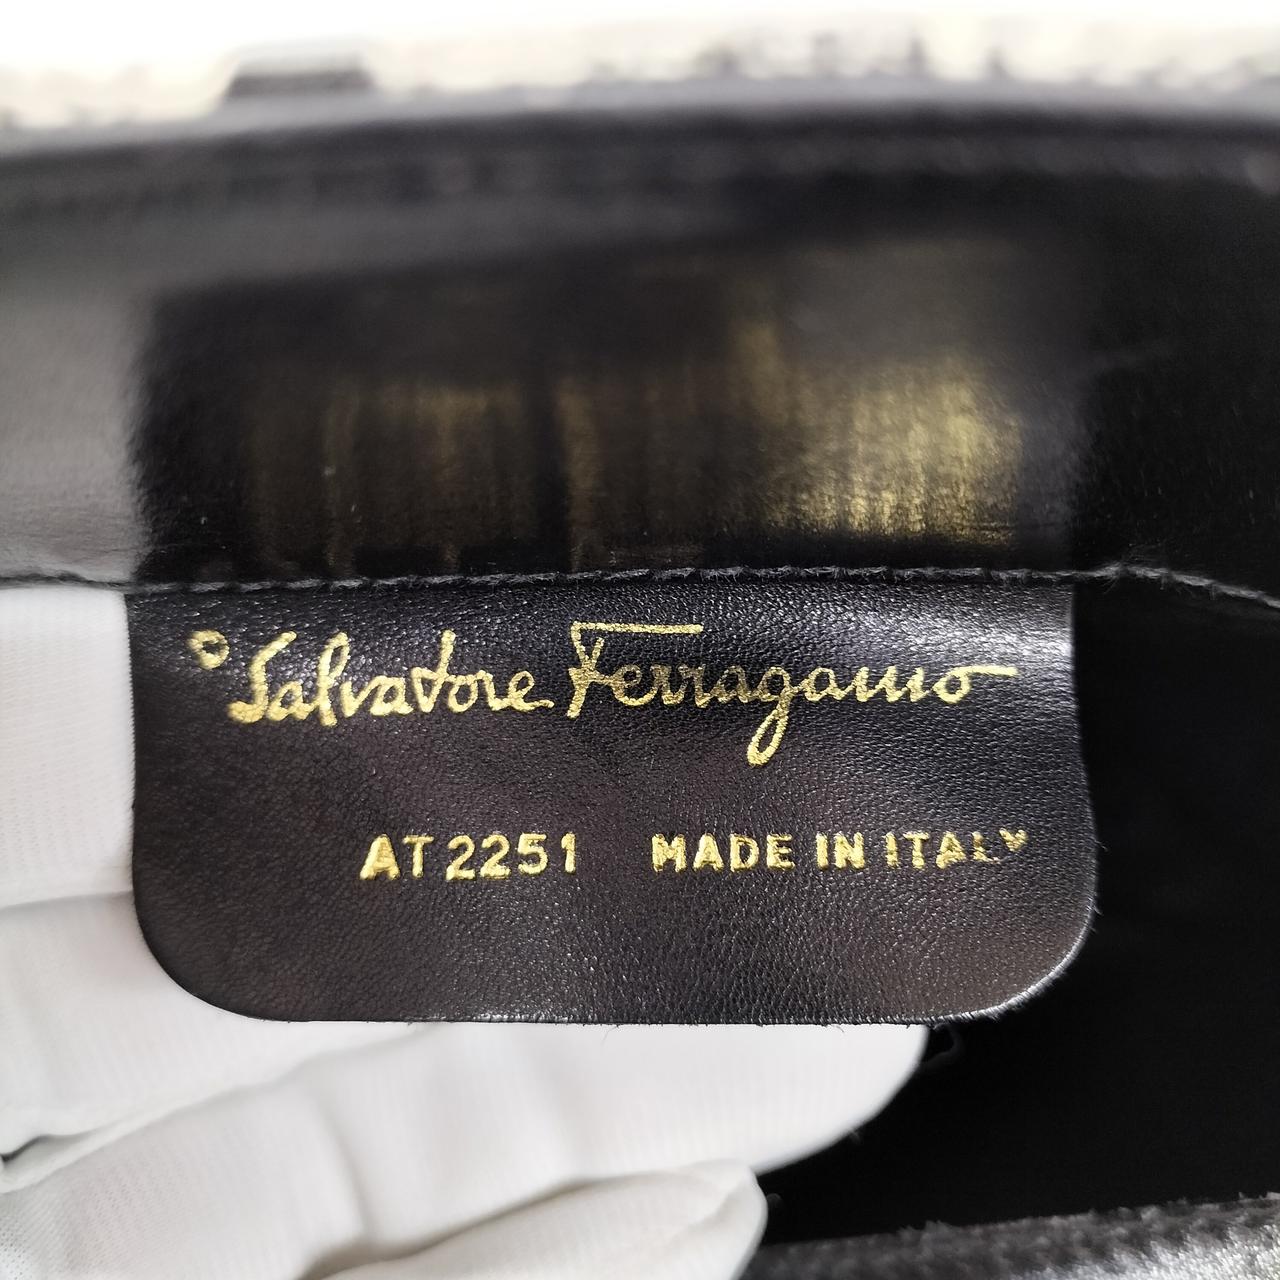 © Salvatore Ferragamo
AT 2251 MADE IN ITALY